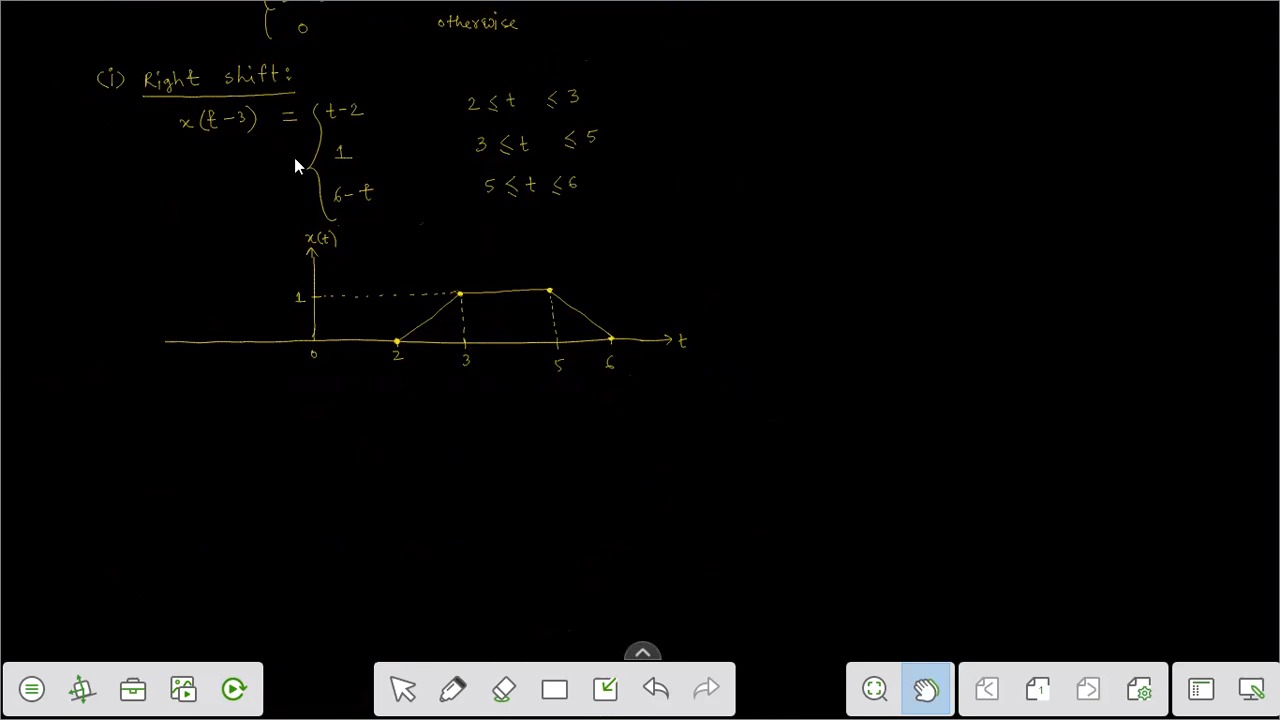 0 otherwise
(i) Right shift:
x(t-3) = { t-2 2 ≤ t ≤ 3
1 3 ≤ t ≤ 5
6-t 5 ≤ t ≤ 6
x(t)
1
0 2 3 5 6 t
1